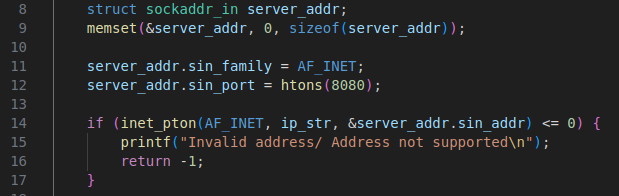 8 struct sockaddr_in server_addr;
9 memset(&server_addr, 0, sizeof(server_addr));
10
11 server_addr.sin_family = AF_INET;
12 server_addr.sin_port = htons(8080);
13
14 if (inet_pton(AF_INET, ip_str, &server_addr.sin_addr) <= 0) {
15 printf("Invalid address/ Address not supported\n");
16 return -1;
17 }